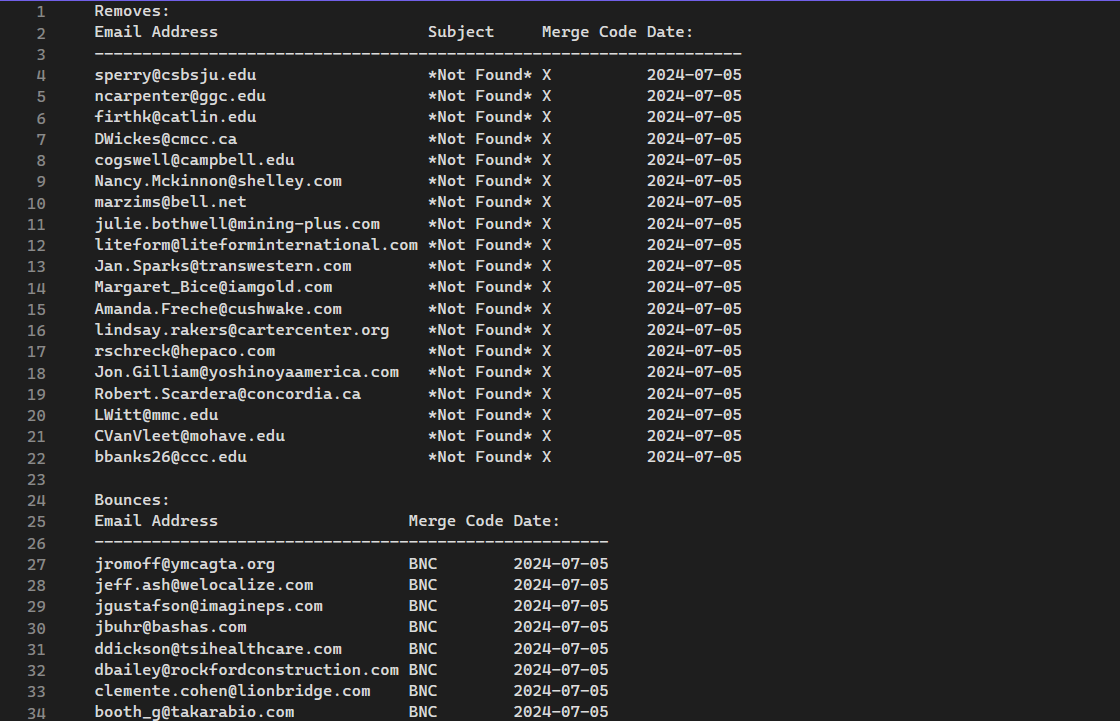 1 Removes:
2 Email Address Subject Merge Code Date:
3 --------------------------------------------------------------------
4 sperry@csbsju.edu *Not Found* X 2024-07-05
5 ncarpenter@ggc.edu *Not Found* X 2024-07-05
6 firthk@catlin.edu *Not Found* X 2024-07-05
7 DWickes@cmcc.ca *Not Found* X 2024-07-05
8 cogswell@campbell.edu *Not Found* X 2024-07-05
9 Nancy.Mckinnon@shelley.com *Not Found* X 2024-07-05
10 marzims@bell.net *Not Found* X 2024-07-05
11 julie.bothwell@mining-plus.com *Not Found* X 2024-07-05
12 liteform@liteforminternational.com *Not Found* X 2024-07-05
13 Jan.Sparks@transwestern.com *Not Found* X 2024-07-05
14 Margaret_Bice@iamgold.com *Not Found* X 2024-07-05
15 Amanda.Freche@cushwake.com *Not Found* X 2024-07-05
16 lindsay.rakers@cartercenter.org *Not Found* X 2024-07-05
17 rschreck@hepaco.com *Not Found* X 2024-07-05
18 Jon.Gilliam@yoshinoyaamerica.com *Not Found* X 2024-07-05
19 Robert.Scardera@concordia.ca *Not Found* X 2024-07-05
20 LWitt@mmc.edu *Not Found* X 2024-07-05
21 CVanVleet@mohave.edu *Not Found* X 2024-07-05
22 bbanks26@ccc.edu *Not Found* X 2024-07-05
23
24 Bounces:
25 Email Address Merge Code Date:
26 ------------------------------------------------------
27 jromoff@ymcagta.org BNC 2024-07-05
28 jeff.ash@welocalize.com BNC 2024-07-05
29 jgustafson@imagineps.com BNC 2024-07-05
30 jbuhr@bashas.com BNC 2024-07-05
31 ddickson@tsihealthcare.com BNC 2024-07-05
32 dbailey@rockfordconstruction.com BNC 2024-07-05
33 clemente.cohen@lionbridge.com BNC 2024-07-05
34 booth_g@takarabio.com BNC 2024-07-05